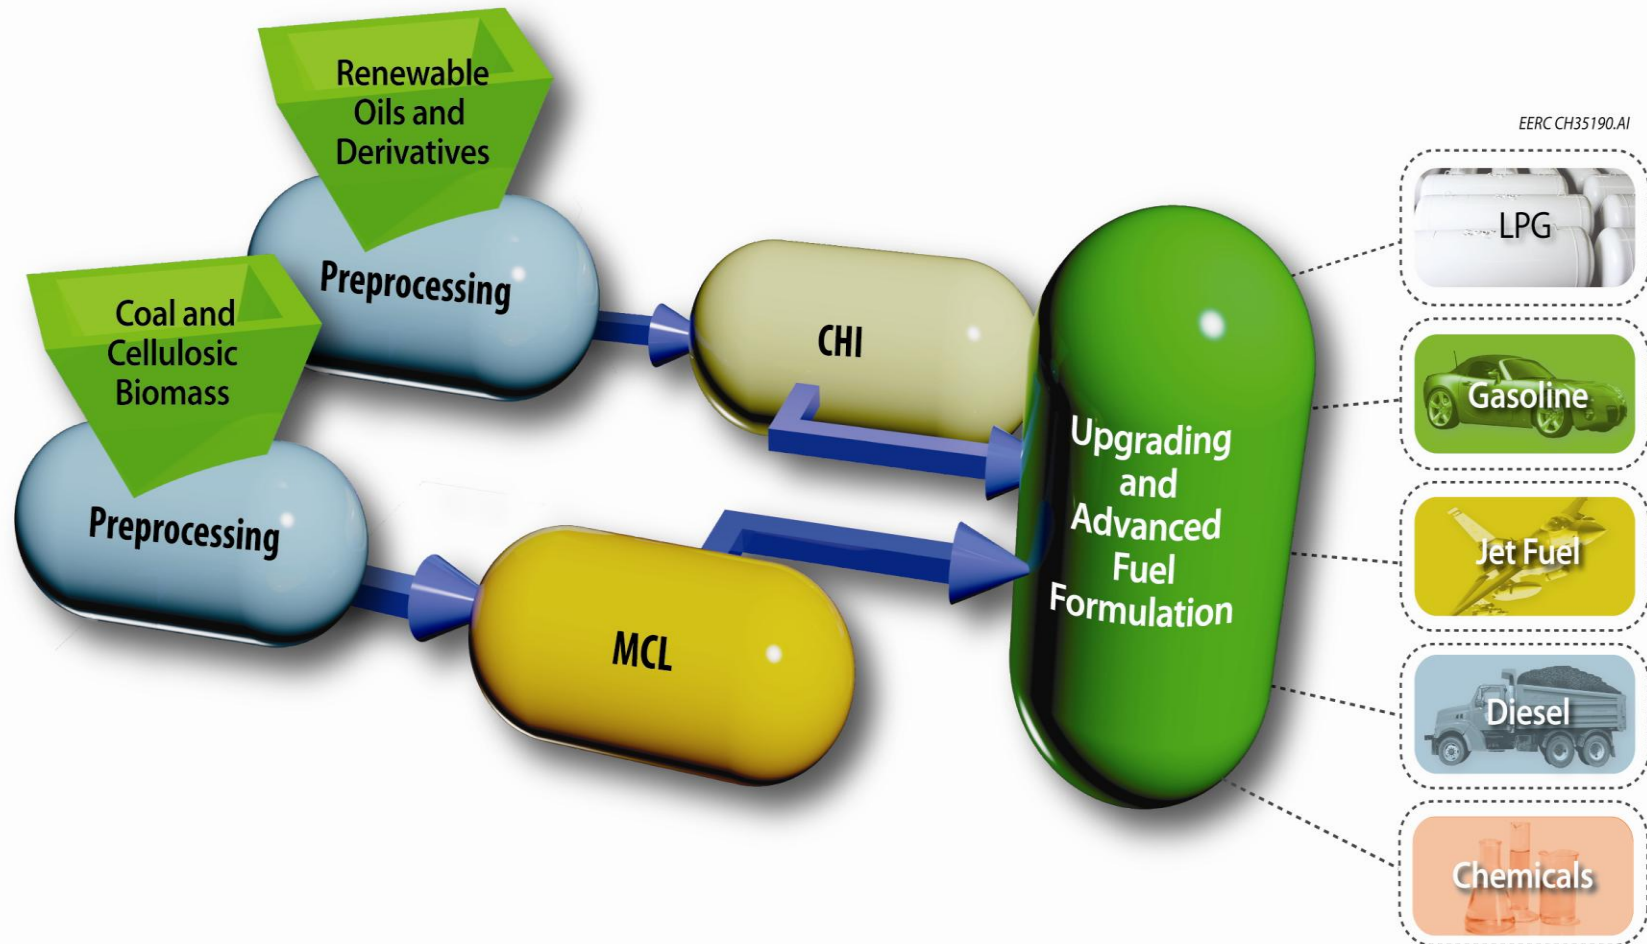 Renewable
Oils and
Derivatives
Preprocessing
Coal and
Cellulosic
Biomass
Preprocessing
CHI
MCL
Upgrading
and
Advanced
Fuel
Formulation
EERC CH35190.AI
LPG
Gasoline
Jet Fuel
Diesel
Chemicals